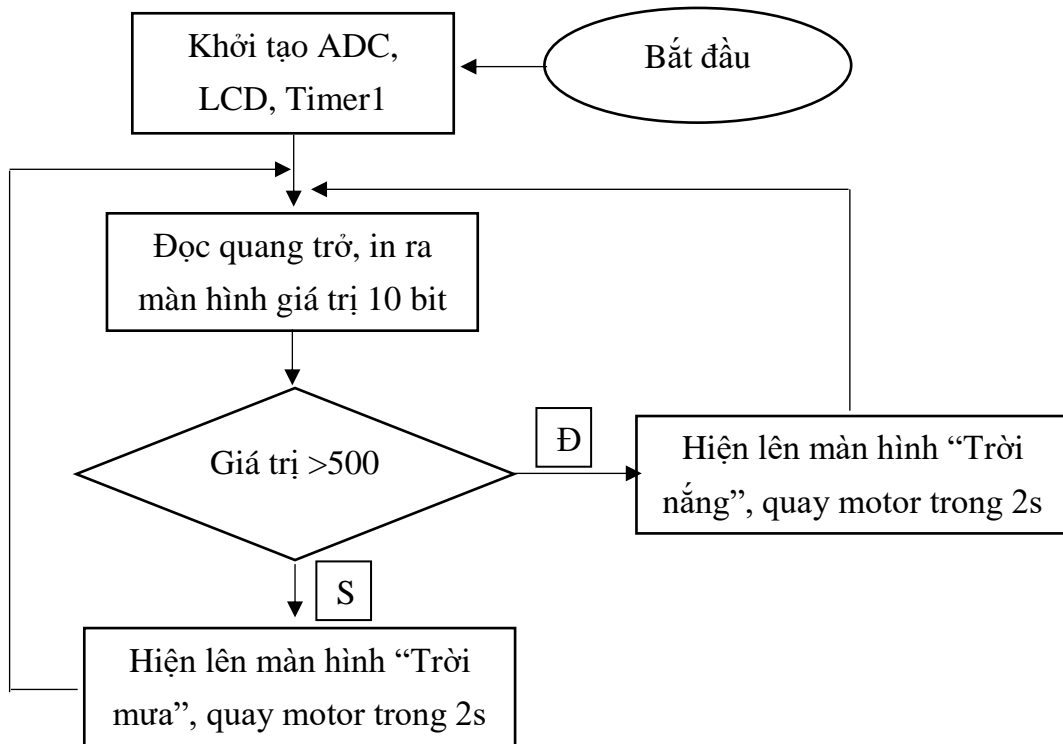 Bắt đầu
Khởi tạo ADC,
LCD, Timer1
Đọc quang trở, in ra
màn hình giá trị 10 bit
Giá trị >500
Đ
Hiện lên màn hình “Trời
nắng”, quay motor trong 2s
S
Hiện lên màn hình “Trời
mưa”, quay motor trong 2s